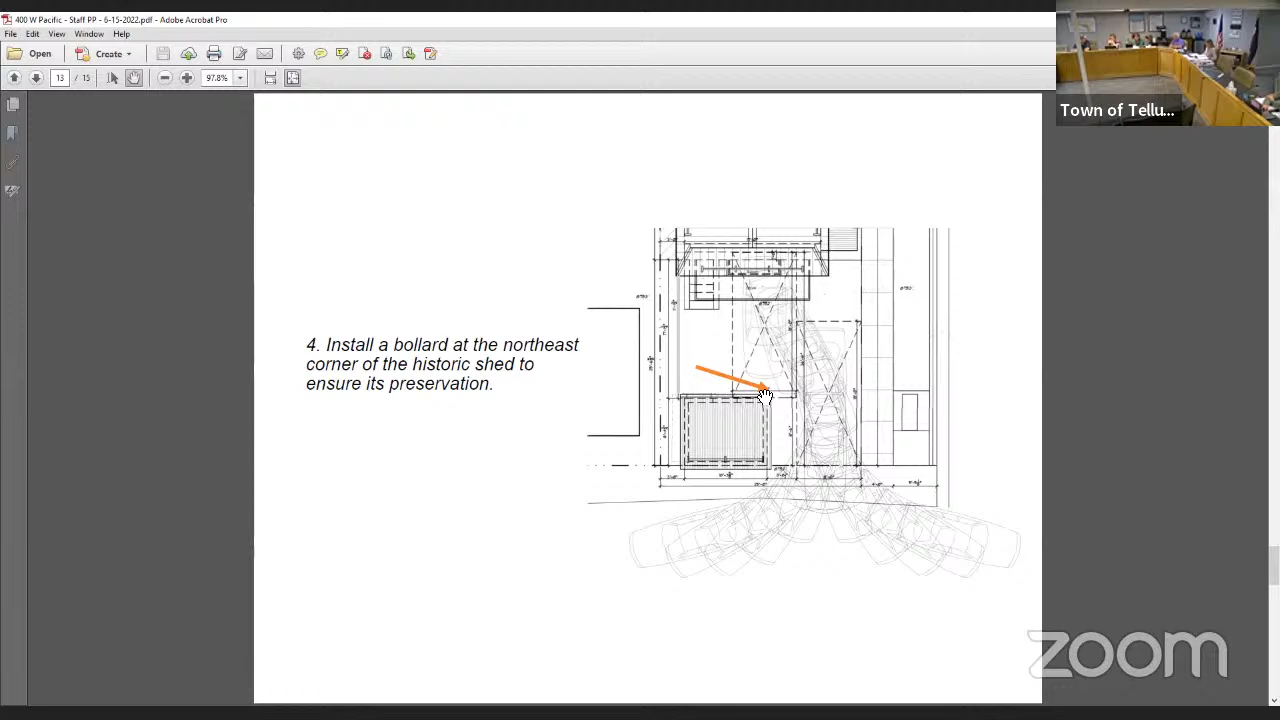 400 W Pacific - Staff PP - 6-15-2022.pdf - Adobe Acrobat Pro
File Edit View Window Help
Open Create
13 / 15 97.8%
Town of Tellu...
4. Install a bollard at the northeast
corner of the historic shed to
ensure its preservation.
zoom